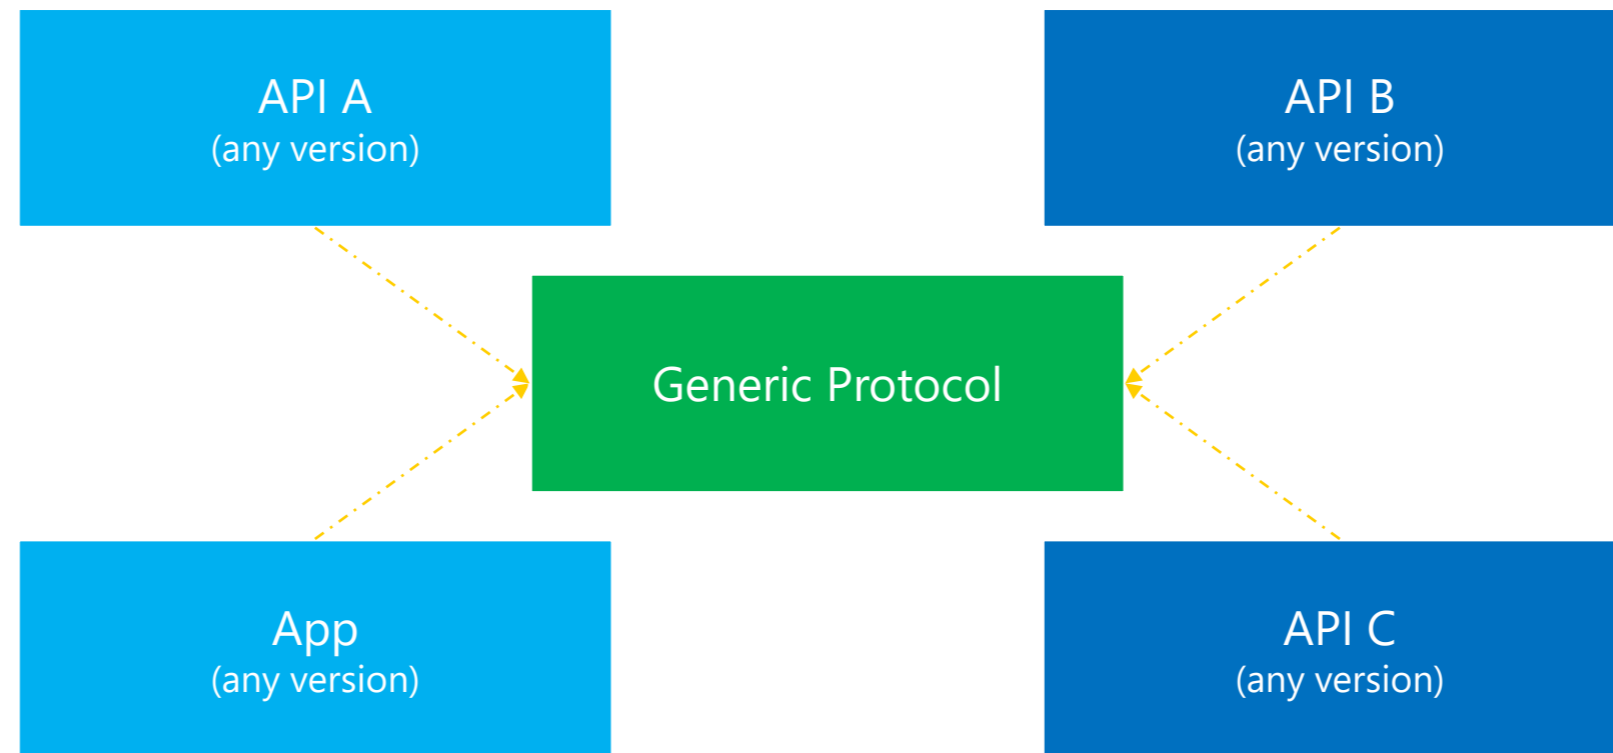 API A
(any version)
API B
(any version)
Generic Protocol
App
(any version)
API C
(any version)